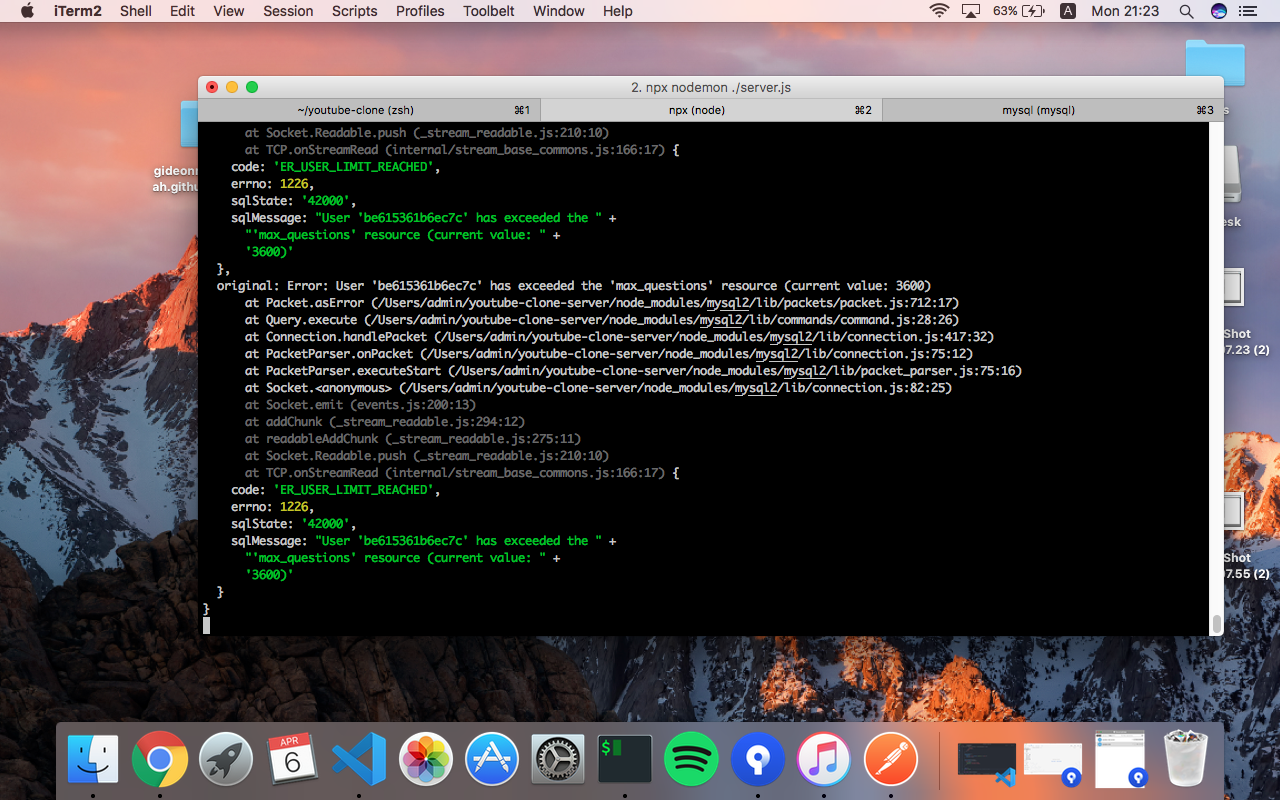 iTerm2 Shell Edit View Session Scripts Profiles Toolbelt Window Help 63% A Mon 21:23
2. npx nodemon ./server.js
~/youtube-clone (zsh) ⌘1 npx (node) ⌘2 mysql (mysql) ⌘3
at Socket.Readable.push (_stream_readable.js:210:10)
at TCP.onStreamRead (internal/stream_base_commons.js:166:17) {
code: 'ER_USER_LIMIT_REACHED',
errno: 1226,
sqlState: '42000',
sqlMessage: "User 'be615361b6ec7c' has exceeded the " +
"'max_questions' resource (current value: " +
'3600)'
},
original: Error: User 'be615361b6ec7c' has exceeded the 'max_questions' resource (current value: 3600)
at Packet.asError (/Users/admin/youtube-clone-server/node_modules/mysql2/lib/packets/packet.js:712:17)
at Query.execute (/Users/admin/youtube-clone-server/node_modules/mysql2/lib/commands/command.js:28:26)
at Connection.handlePacket (/Users/admin/youtube-clone-server/node_modules/mysql2/lib/connection.js:417:32)
at PacketParser.onPacket (/Users/admin/youtube-clone-server/node_modules/mysql2/lib/connection.js:75:12)
at PacketParser.executeStart (/Users/admin/youtube-clone-server/node_modules/mysql2/lib/packet_parser.js:75:16)
at Socket.<anonymous> (/Users/admin/youtube-clone-server/node_modules/mysql2/lib/connection.js:82:25)
at Socket.emit (events.js:200:13)
at addChunk (_stream_readable.js:294:12)
at readableAddChunk (_stream_readable.js:275:11)
at Socket.Readable.push (_stream_readable.js:210:10)
at TCP.onStreamRead (internal/stream_base_commons.js:166:17) {
code: 'ER_USER_LIMIT_REACHED',
errno: 1226,
sqlState: '42000',
sqlMessage: "User 'be615361b6ec7c' has exceeded the " +
"'max_questions' resource (current value: " +
'3600)'
}
}
gideonn
ah.githu
s
esk
Shot
7.23 (2)
Shot
7.55 (2)
APR
6
$